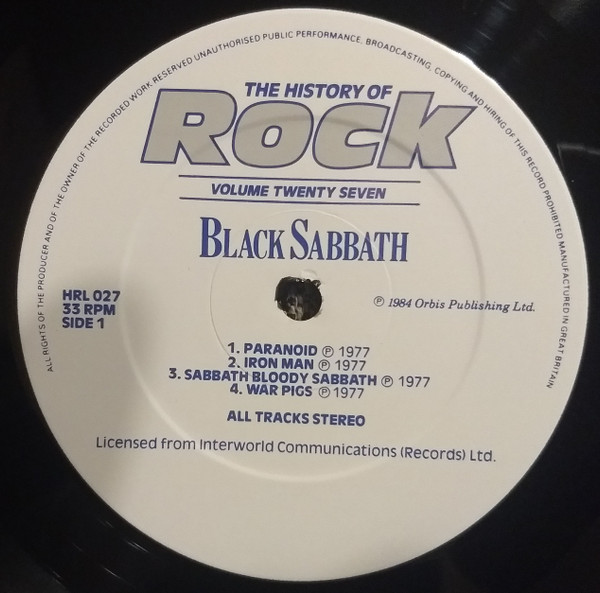 ALL RIGHTS OF THE PRODUCER AND OF THE OWNER OF THE RECORDED WORK RESERVED UNAUTHORISED PUBLIC PERFORMANCE, BROADCASTING, COPYING AND HIRING OF THIS RECORD PROHIBITED MANUFACTURED IN GREAT BRITAIN
THE HISTORY OF
ROCK
VOLUME TWENTY SEVEN
BLACK SABBATH
HRL 027
33 RPM
SIDE 1
℗ 1984 Orbis Publishing Ltd.
1. PARANOID ℗ 1977
2. IRON MAN ℗ 1977
3. SABBATH BLOODY SABBATH ℗ 1977
4. WAR PIGS ℗ 1977
ALL TRACKS STEREO
Licensed from Interworld Communications (Records) Ltd.